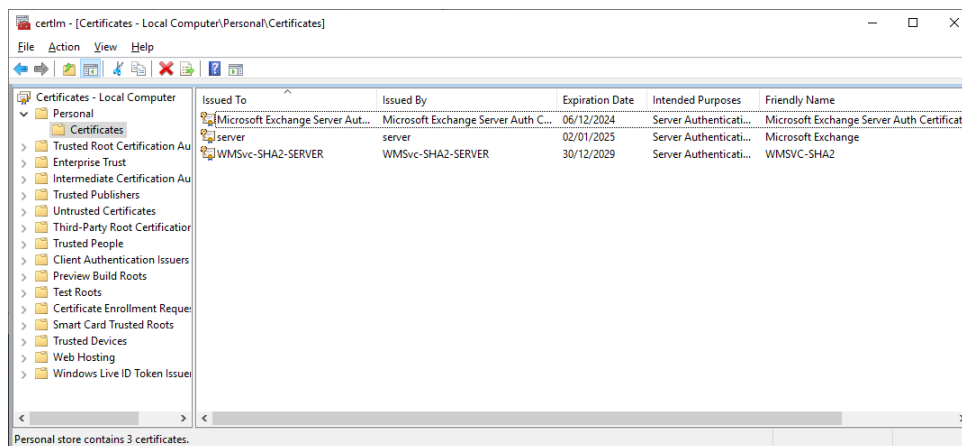 certlm - [Certificates - Local Computer\Personal\Certificates]
File Action View Help
Certificates - Local Computer
Personal
Certificates
Trusted Root Certification Au
Enterprise Trust
Intermediate Certification Au
Trusted Publishers
Untrusted Certificates
Third-Party Root Certification
Trusted People
Client Authentication Issuers
Preview Build Roots
Test Roots
Certificate Enrollment Reques
Smart Card Trusted Roots
Trusted Devices
Web Hosting
Windows Live ID Token Issuer
Issued To Issued By Expiration Date Intended Purposes Friendly Name
Microsoft Exchange Server Aut... Microsoft Exchange Server Auth C... 06/12/2024 Server Authenticati... Microsoft Exchange Server Auth Certificat
server server 02/01/2025 Server Authenticati... Microsoft Exchange
WMSvc-SHA2-SERVER WMSvc-SHA2-SERVER 30/12/2029 Server Authenticati... WMSVC-SHA2
Personal store contains 3 certificates.